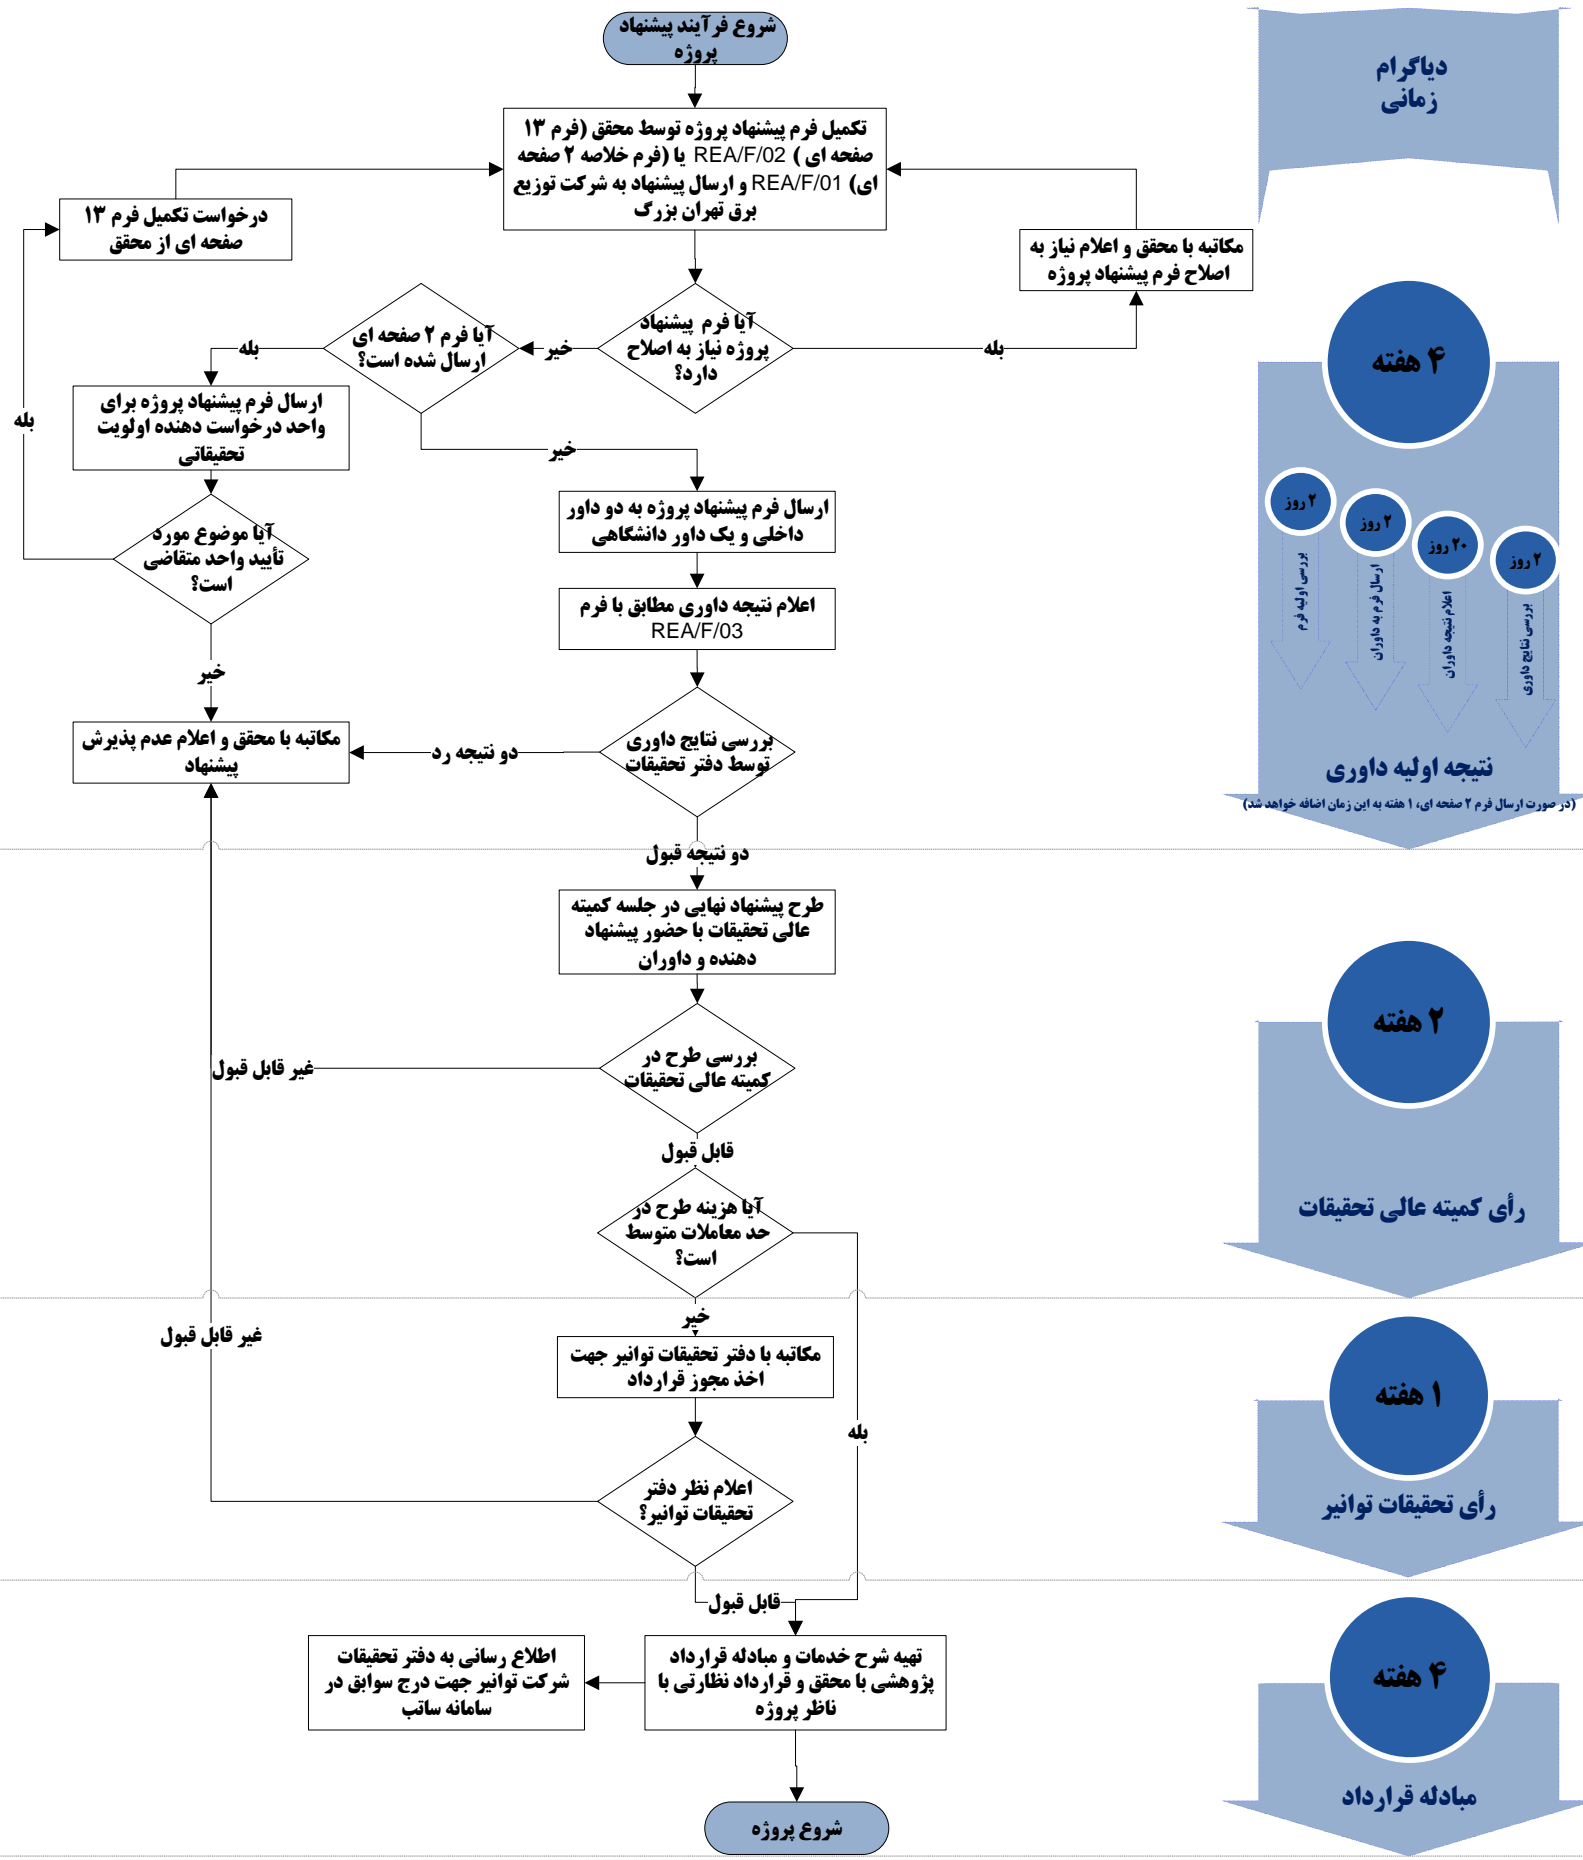 شروع فرآیند پیشنهاد
پروژه
دیاگرام
زمانی
تکمیل فرم پیشنهاد پروژه توسط محقق (فرم ۱۳
صفحه ای ) REA/F/02 یا (فرم خلاصه ۲ صفحه
ای) REA/F/01 و ارسال پیشنهاد به شرکت توزیع
برق تهران بزرگ
درخواست تکمیل فرم ۱۳
صفحه ای از محقق
مکاتبه با محقق و اعلام نیاز به
اصلاح فرم پیشنهاد پروژه
آیا فرم پیشنهاد
پروژه نیاز به اصلاح
دارد؟
بله
خیر
آیا فرم ۲ صفحه ای
ارسال شده است؟
بله
خیر
ارسال فرم پیشنهاد پروژه برای
واحد درخواست دهنده اولویت
تحقیقاتی
بله
آیا موضوع مورد
تأیید واحد متقاضی
است؟
خیر
ارسال فرم پیشنهاد پروژه به دو داور
داخلی و یک داور دانشگاهی
اعلام نتیجه داوری مطابق با فرم
REA/F/03
بررسی نتایج داوری
توسط دفتر تحقیقات
دو نتیجه رد
مکاتبه با محقق و اعلام عدم پذیرش
پیشنهاد
دو نتیجه قبول
۴ هفته
۲ روز
۲ روز
۲۰ روز
۲ روز
بررسی اولیه فرم
ارسال فرم به داوران
اعلام نتیجه داوران
بررسی نتایج داوری
نتیجه اولیه داوری
(در صورت ارسال فرم ۲ صفحه ای، ۱ هفته به این زمان اضافه خواهد شد)
طرح پیشنهاد نهایی در جلسه کمیته
عالی تحقیقات با حضور پیشنهاد
دهنده و داوران
بررسی طرح در
کمیته عالی تحقیقات
غیر قابل قبول
قابل قبول
آیا هزینه طرح در
حد معاملات متوسط
است؟
۲ هفته
رأی کمیته عالی تحقیقات
خیر
بله
مکاتبه با دفتر تحقیقات توانیر جهت
اخذ مجوز قرارداد
غیر قابل قبول
اعلام نظر دفتر
تحقیقات توانیر؟
۱ هفته
رأی تحقیقات توانیر
قابل قبول
تهیه شرح خدمات و مبادله قرارداد
پژوهشی با محقق و قرارداد نظارتی با
ناظر پروژه
اطلاع رسانی به دفتر تحقیقات
شرکت توانیر جهت درج سوابق در
سامانه ساتب
۴ هفته
مبادله قرارداد
شروع پروژه